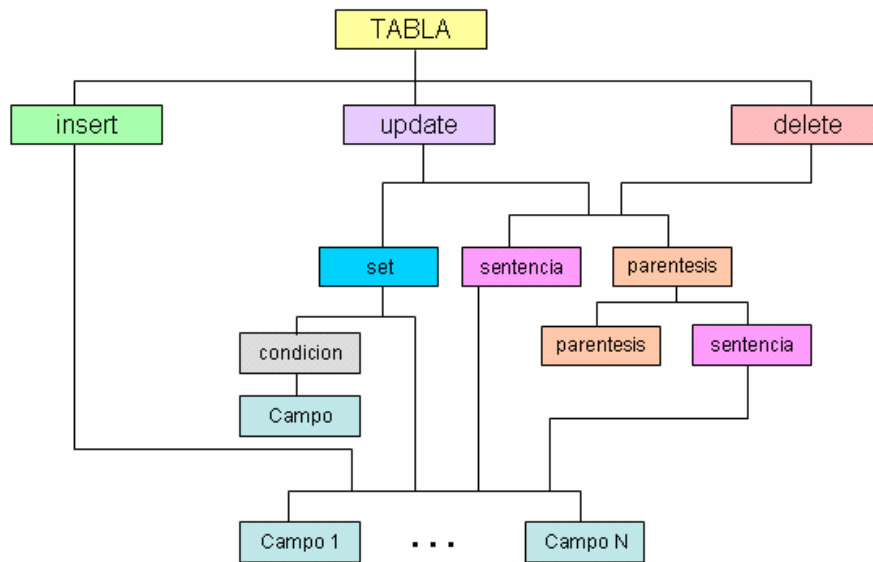 TABLA
insert
update
delete
set
sentencia
parentesis
condicion
parentesis
sentencia
Campo
Campo 1
. . .
Campo N